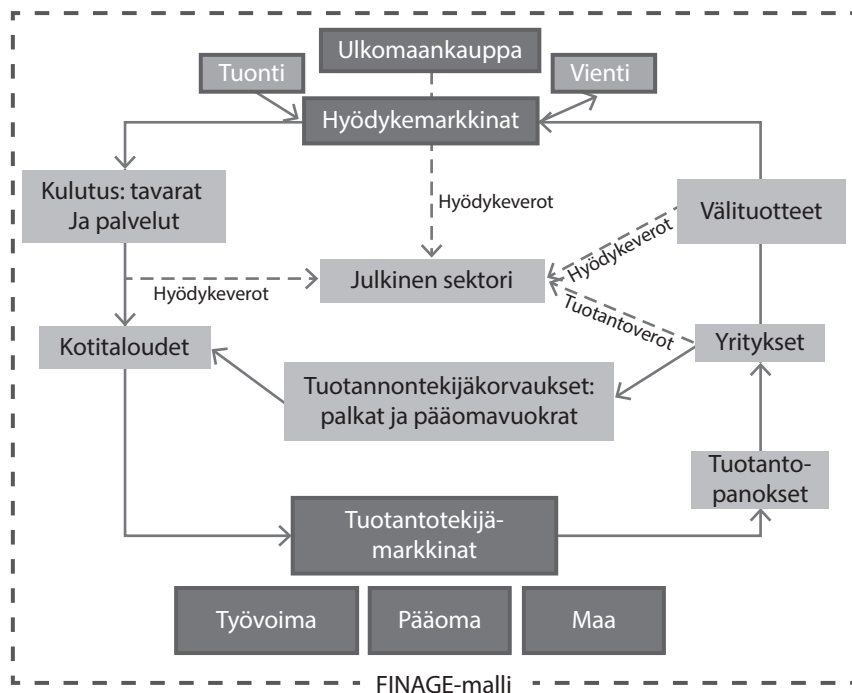 Ulkomaankauppa
Tuonti
Vienti
Hyödykemarkkinat
Kulutus: tavarat
Ja palvelut
Hyödykeverot
Välituotteet
Hyödykeverot
Julkinen sektori
Hyödykeverot
Tuotantoverot
Kotitaloudet
Yritykset
Tuotannontekijäkorvaukset:
palkat ja pääomavuokrat
Tuotanto-
panokset
Tuotantotekijä-
markkinat
Työvoima
Pääoma
Maa
FINAGE-malli